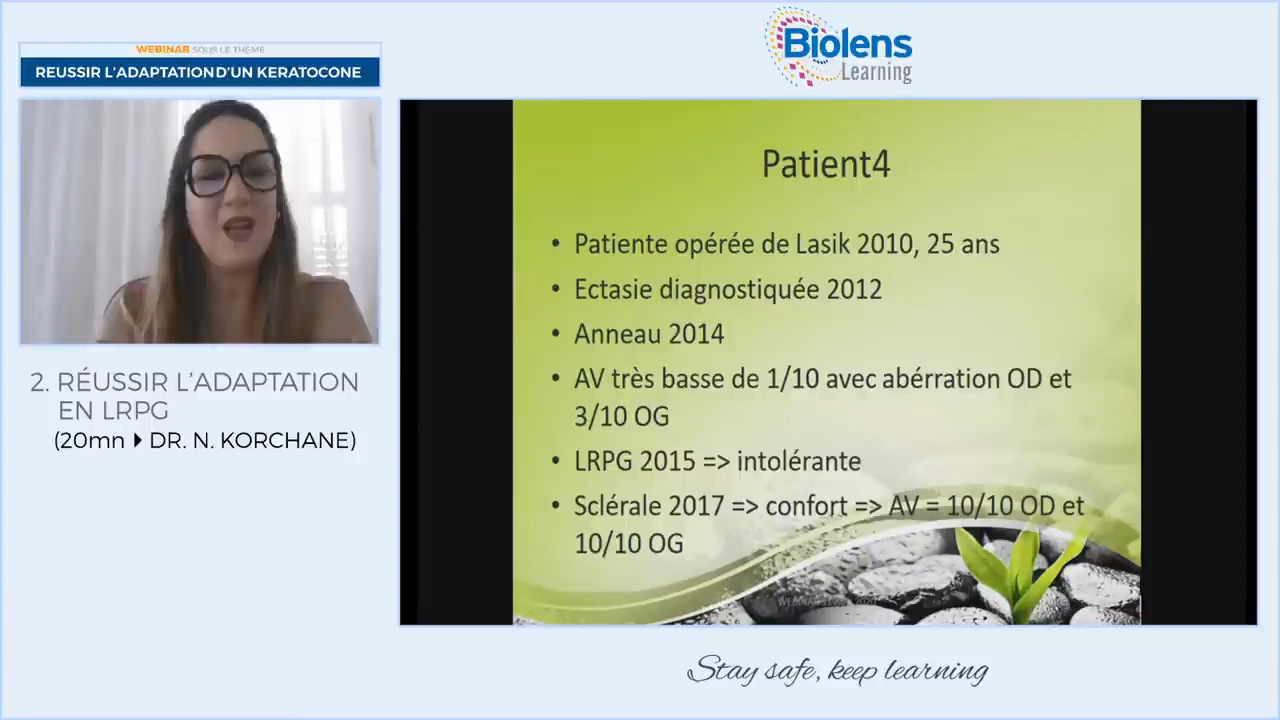 WEBINAR SOUS LE THEME
REUSSIR L'ADAPTATION D'UN KERATOCONE
Biolens
Learning
2. RÉUSSIR L'ADAPTATION
EN LRPG
(20mn DR. N. KORCHANE)
Patient4
• Patiente opérée de Lasik 2010, 25 ans
• Ectasie diagnostiquée 2012
• Anneau 2014
• AV très basse de 1/10 avec abérration OD et
3/10 OG
• LRPG 2015 => intolérante
• Sclérale 2017 => confort => AV = 10/10 OD et
10/10 OG
Stay safe, keep learning